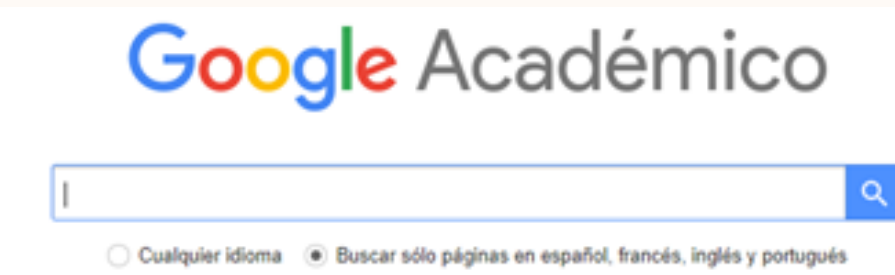 Google Académico
Cualquier idioma Buscar sólo páginas en español, francés, inglés y portugués